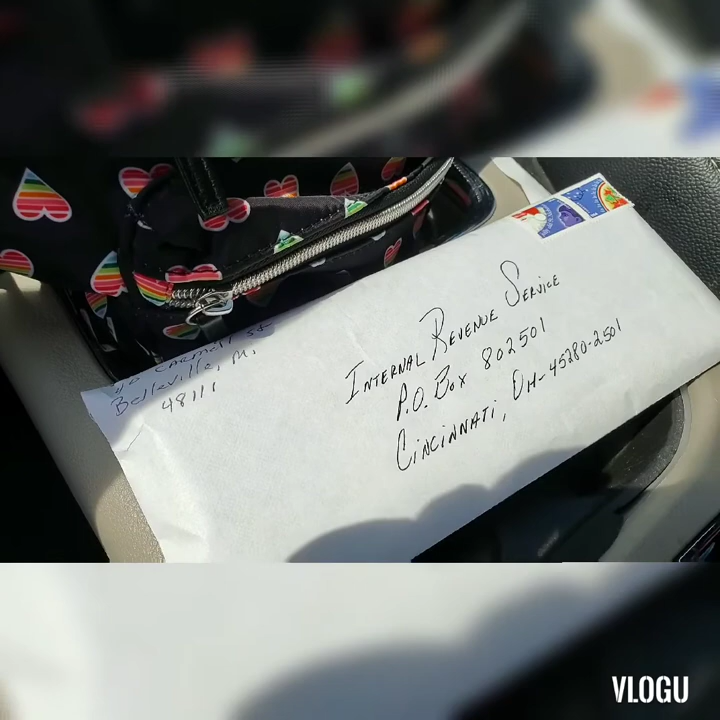 Belleville, Mi
48111
Internal Revenue Service
P.O. Box 802501
Cincinnati, OH-45280-2501
VLOGU